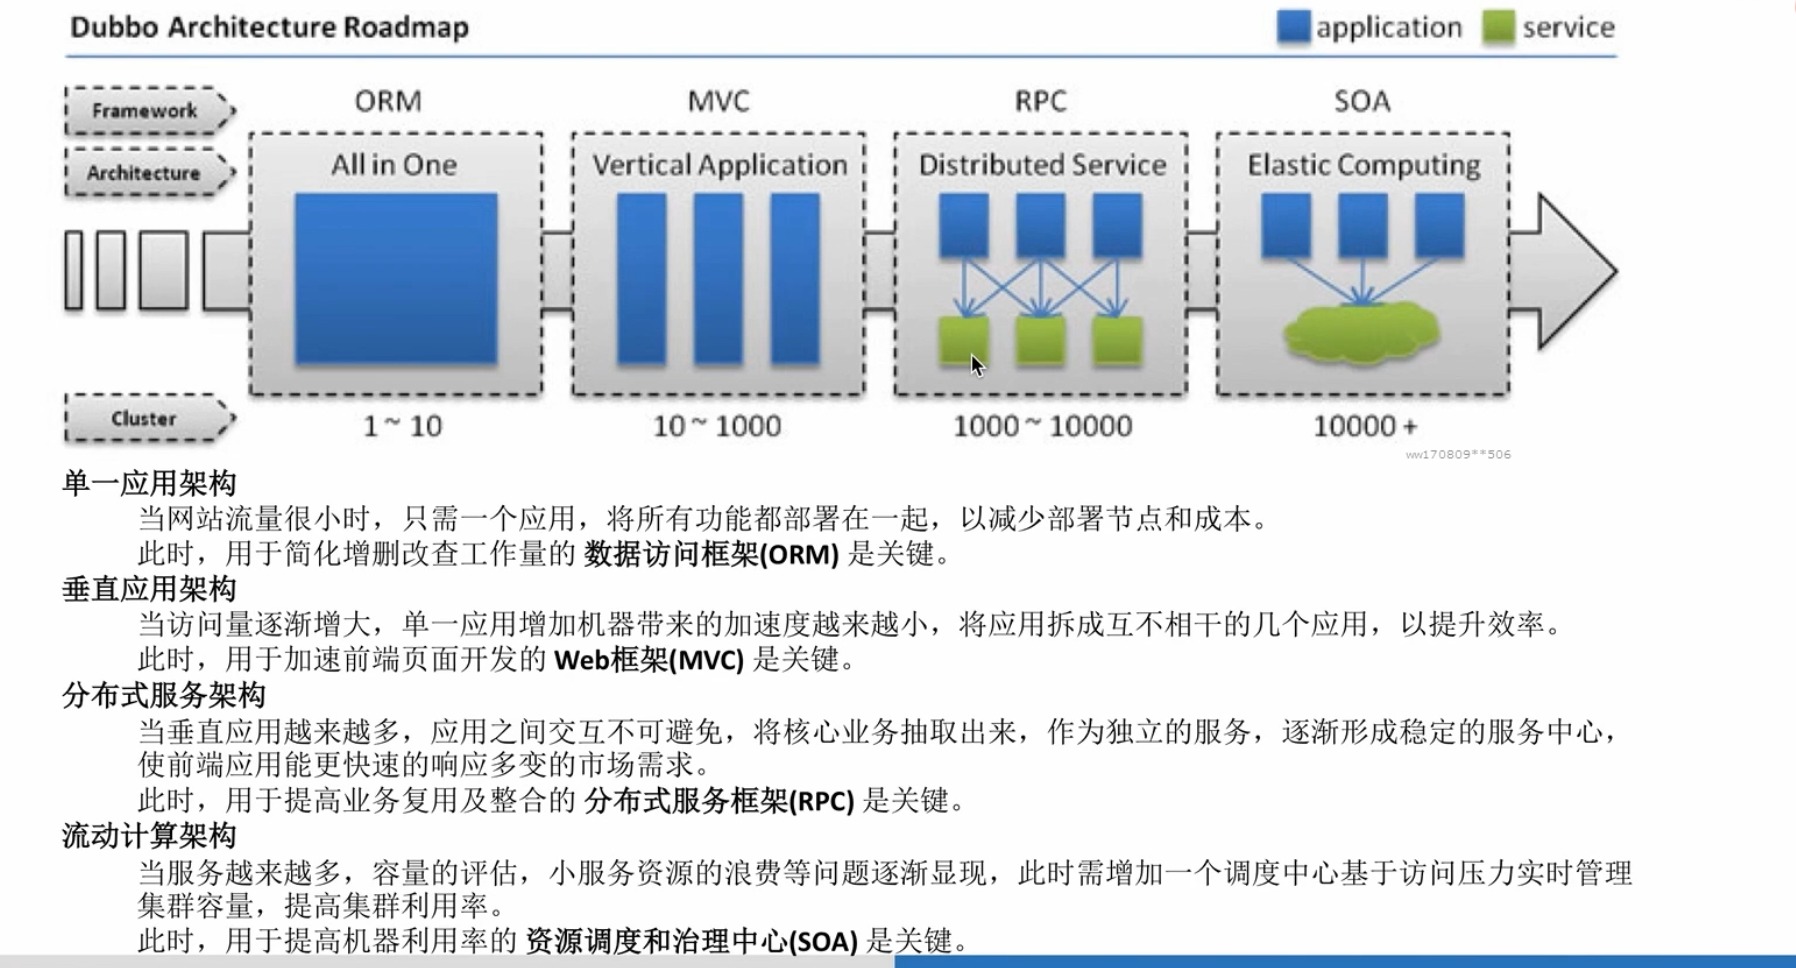 Dubbo Architecture Roadmap
application
service
Framework
ORM
MVC
RPC
SOA
Architecture
All in One
Vertical Application
Distributed Service
Elastic Computing
Cluster
1 ~ 10
10 ~ 1000
1000 ~ 10000
10000 +
ww170809**506
单一应用架构
当网站流量很小时，只需一个应用，将所有功能都部署在一起，以减少部署节点和成本。
此时，用于简化增删改查工作量的 数据访问框架(ORM) 是关键。
垂直应用架构
当访问量逐渐增大，单一应用增加机器带来的加速度越来越小，将应用拆成互不相干的几个应用，以提升效率。
此时，用于加速前端页面开发的 Web框架(MVC) 是关键。
分布式服务架构
当垂直应用越来越多，应用之间交互不可避免，将核心业务抽取出来，作为独立的服务，逐渐形成稳定的服务中心，
使前端应用能更快速的响应多变的市场需求。
此时，用于提高业务复用及整合的 分布式服务框架(RPC) 是关键。
流动计算架构
当服务越来越多，容量的评估，小服务资源的浪费等问题逐渐显现，此时需增加一个调度中心基于访问压力实时管理
集群容量，提高集群利用率。
此时，用于提高机器利用率的 资源调度和治理中心(SOA) 是关键。